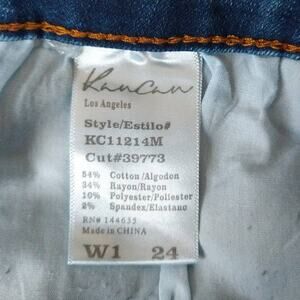 KanCan
Los Angeles
Style/Estilo#
KC11214M
Cut#39773
54% Cotton/Algodon
34% Rayon/Rayon
10% Polyester/Poliester
2% Spandex/Elastano
RN# 144635
Made in CHINA
W1 24